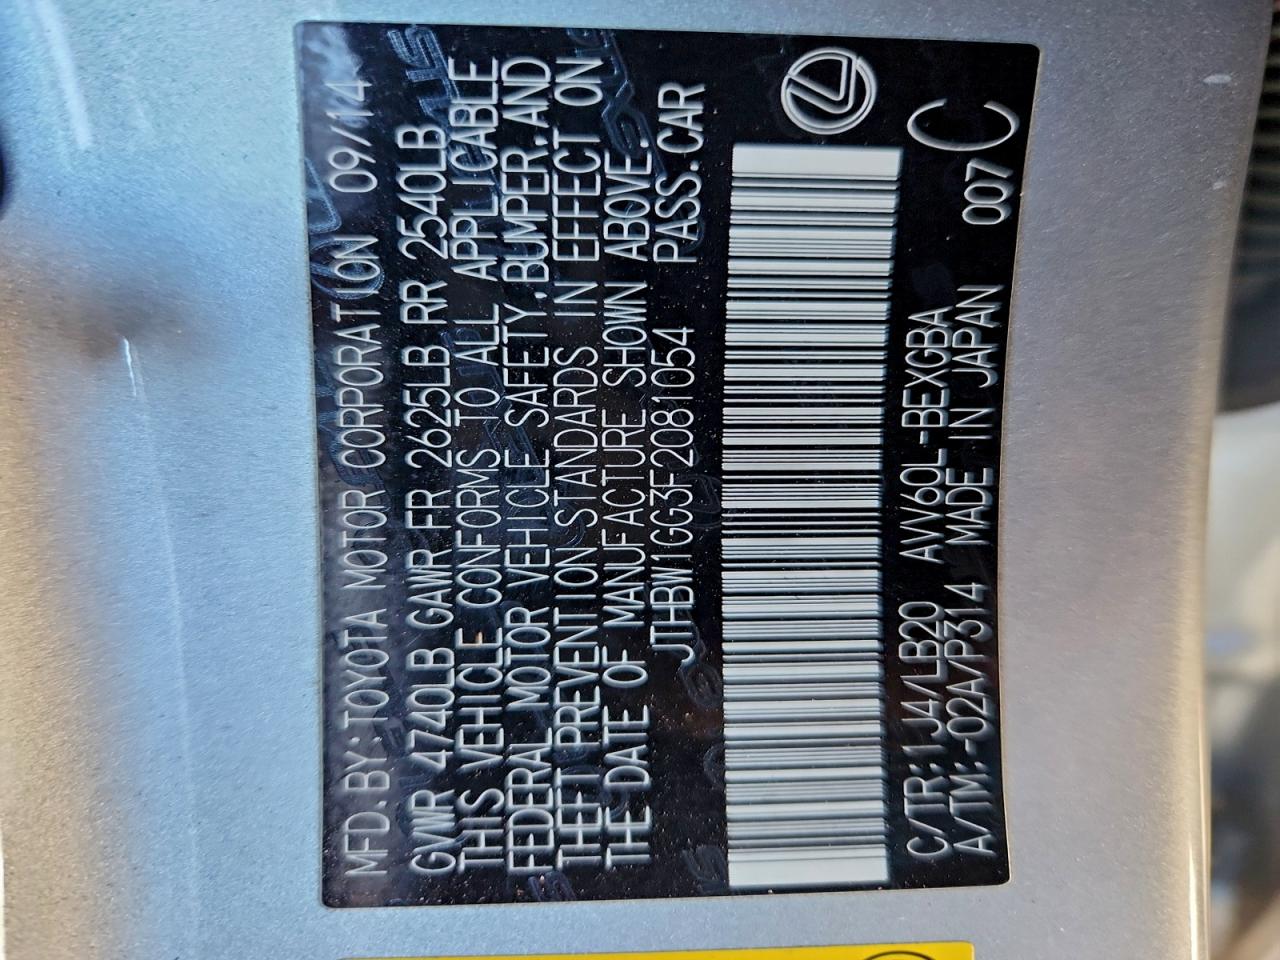 MFD.BY:TOYOTA MOTOR CORPORATION 09/14
GVWR 4740LB GAWR FR 2625LB RR 2540LB
THIS VEHICLE CONFORMS TO ALL APPLICABLE
FEDERAL MOTOR VEHICLE SAFETY,BUMPER,AND
THEFT PREVENTION STANDARDS IN EFFECT ON
THE DATE OF MANUFACTURE SHOWN ABOVE.
JTHBW1GG3F2081054 PASS.CAR
C/TR:1J4/LB20 AVV60L-BEXGBA
A/TM:-02A/P314 MADE IN JAPAN 007 C